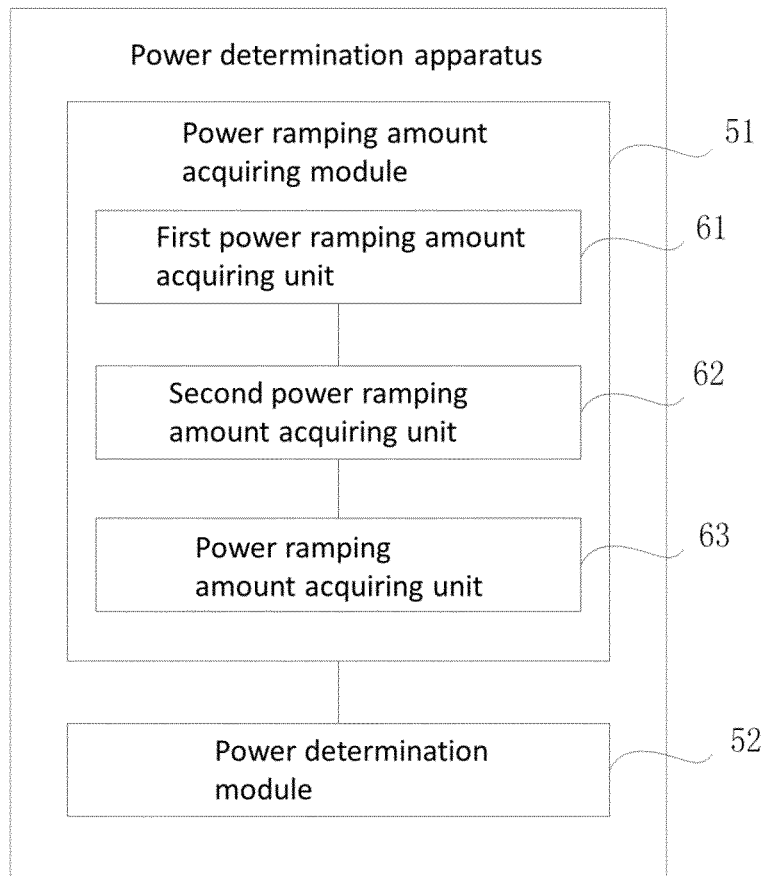 Power determination apparatus
Power ramping amount
acquiring module
51
First power ramping amount
acquiring unit
61
Second power ramping
amount acquiring unit
62
Power ramping
amount acquiring unit
63
Power determination
module
52